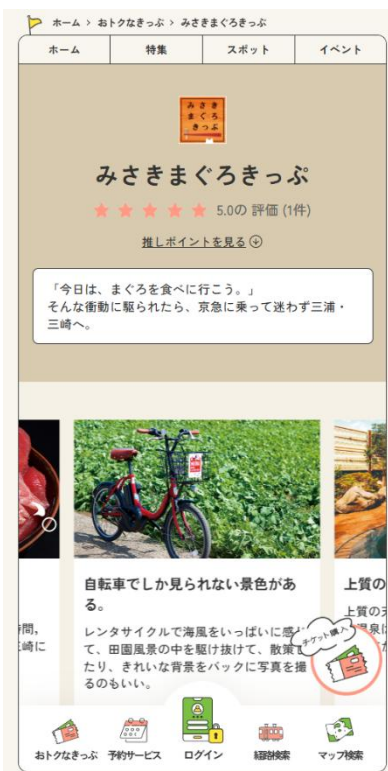 ホーム > おトクなきっぷ > みさきまぐろきっぷ
ホーム 特集 スポット イベント
みさき
まぐろ
きっぷ
みさきまぐろきっぷ
5.0の 評価 (1件)
推しポイントを見る
「今日は、まぐろを食べに行こう。」
そんな衝動に駆られたら、京急に乗って迷わず三浦・
三崎へ。
自転車でしか見られない景色があ
る。
レンタサイクルで海風をいっぱいに感
て、田園風景の中を駆け抜けて、散策
たり、きれいな背景をバックに写真を撮
るのもいい。
間,
崎に
上質の
上質の天
チケット購入
おトクなきっぷ 予約サービス ログイン 経路検索 マップ検索